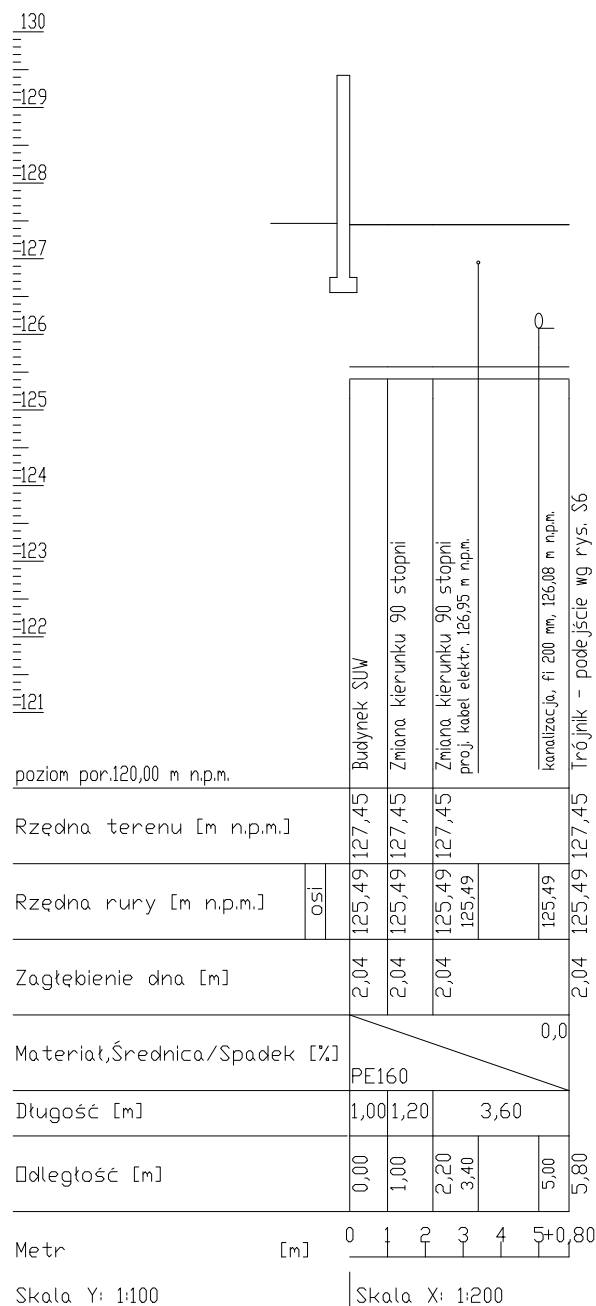 130
129
128
127
126
125
124
123
122
121
Budynek SUW
Zmiana kierunku 90 stopni
Zmiana kierunku 90 stopni
proj. kabel elektr. 126,95 m n.p.m.
kanalizacja, fi 200 mm, 126,08 m n.p.m.
Trójnik - podejście wg rys. S6
poziom por.120,00 m n.p.m.
Rzędna terenu [m n.p.m.] 127,45 127,45 127,45 127,45
Rzędna rury [m n.p.m.] osi 125,49 125,49 125,49 125,49 125,49 125,49
Zagłębienie dna [m] 2,04 2,04 2,04 2,04
Materiał,Średnica/Spadek [%] 0,0
PE160
Długość [m] 1,00 1,20 3,60
Odległość [m] 0,00 1,00 2,20 3,40 5,00 5,80
Metr [m] 0 1 2 3 4 5+0,80
Skala Y: 1:100 Skala X: 1:200